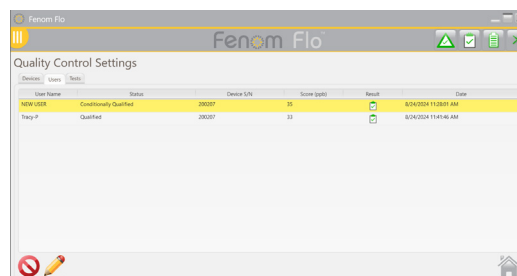 Fenom Flo
Fenom Flo™
Quality Control Settings
Devices Users Tests
User Name Status Device S/N Score (ppb) Result Date
NEW USER Conditionally Qualified 200207 35 8/24/2024 11:28:01 AM
Tracy-P Qualified 200207 33 8/24/2024 11:41:46 AM